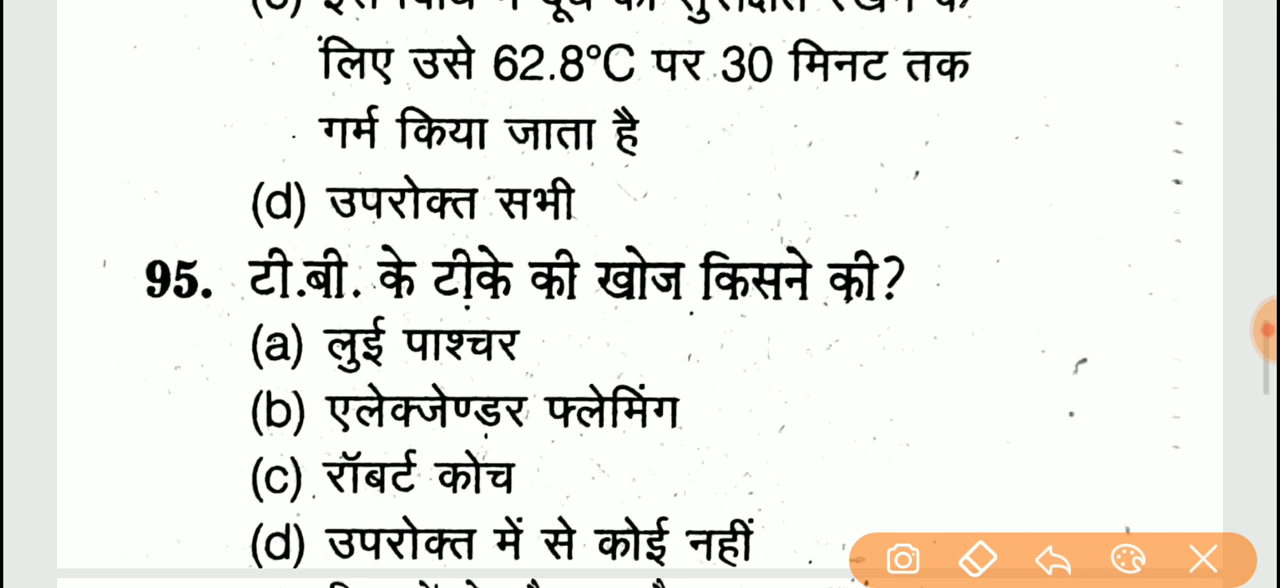 लिए उसे 62.8°C पर 30 मिनट तक
गर्म किया जाता है
(d) उपरोक्त सभी
95. टी.बी. के टीके की खोज किसने की?
(a) लुई पाश्चर
(b) एलेक्जेण्डर फ्लेमिंग
(c) रॉबर्ट कोच
(d) उपरोक्त में से कोई नहीं